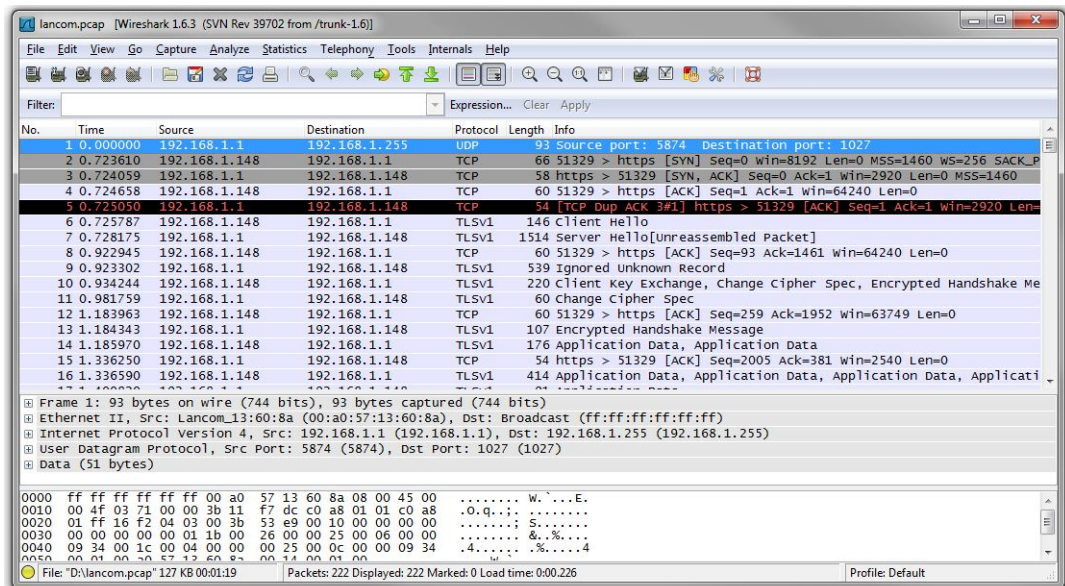 lancom.pcap [Wireshark 1.6.3 (SVN Rev 39702 from /trunk-1.6)]
File Edit View Go Capture Analyze Statistics Telephony Tools Internals Help
Filter: Expression... Clear Apply
No. Time Source Destination Protocol Length Info
1 0.000000 192.168.1.1 192.168.1.255 UDP 93 Source port: 5874 Destination port: 1027
2 0.723610 192.168.1.148 192.168.1.1 TCP 66 51329 > https [SYN] Seq=0 Win=8192 Len=0 MSS=1460 WS=256 SACK_P
3 0.724059 192.168.1.1 192.168.1.148 TCP 58 https > 51329 [SYN, ACK] Seq=0 Ack=1 Win=2920 Len=0 MSS=1460
4 0.724658 192.168.1.148 192.168.1.1 TCP 60 51329 > https [ACK] Seq=1 Ack=1 Win=64240 Len=0
5 0.725050 192.168.1.1 192.168.1.148 TCP 54 [TCP Dup ACK 3#1] https > 51329 [ACK] Seq=1 Ack=1 Win=2920 Len=
6 0.725787 192.168.1.148 192.168.1.1 TLSv1 146 Client Hello
7 0.728175 192.168.1.1 192.168.1.148 TLSv1 1514 Server Hello[Unreassembled Packet]
8 0.922945 192.168.1.148 192.168.1.1 TCP 60 51329 > https [ACK] Seq=93 Ack=1461 Win=64240 Len=0
9 0.923302 192.168.1.1 192.168.1.148 TLSv1 539 Ignored Unknown Record
10 0.934244 192.168.1.148 192.168.1.1 TLSv1 220 Client Key Exchange, Change Cipher Spec, Encrypted Handshake Me
11 0.981759 192.168.1.1 192.168.1.148 TLSv1 60 Change Cipher Spec
12 1.183963 192.168.1.148 192.168.1.1 TCP 60 51329 > https [ACK] Seq=259 Ack=1952 Win=63749 Len=0
13 1.184343 192.168.1.1 192.168.1.148 TLSv1 107 Encrypted Handshake Message
14 1.185970 192.168.1.148 192.168.1.1 TLSv1 176 Application Data, Application Data
15 1.336250 192.168.1.1 192.168.1.148 TCP 54 https > 51329 [ACK] Seq=2005 Ack=381 Win=2540 Len=0
16 1.336590 192.168.1.148 192.168.1.1 TLSv1 414 Application Data, Application Data, Application Data, Applicati
Frame 1: 93 bytes on wire (744 bits), 93 bytes captured (744 bits)
Ethernet II, Src: Lancom_13:60:8a (00:a0:57:13:60:8a), Dst: Broadcast (ff:ff:ff:ff:ff:ff)
Internet Protocol Version 4, Src: 192.168.1.1 (192.168.1.1), Dst: 192.168.1.255 (192.168.1.255)
User Datagram Protocol, Src Port: 5874 (5874), Dst Port: 1027 (1027)
Data (51 bytes)
0000 ff ff ff ff ff ff 00 a0 57 13 60 8a 08 00 45 00 ........ W.`...E.
0010 00 4f 03 71 00 00 3b 11 f7 dc c0 a8 01 01 c0 a8 .O.q..;. ........
0020 01 ff 16 f2 04 03 00 3b 53 e9 00 10 00 00 00 00 .......; S.......
0030 00 00 00 00 00 01 1b 00 26 00 00 25 00 06 00 00 ........ &..%....
0040 09 34 00 1c 00 04 00 00 00 25 00 0c 00 00 09 34 .4...... .%.....4
0050 00 01 00 a0 57 13 60 8a 00 14 00 01 00
File: "D:\lancom.pcap" 127 KB 00:01:19 Packets: 222 Displayed: 222 Marked: 0 Load time: 0:00.226 Profile: Default